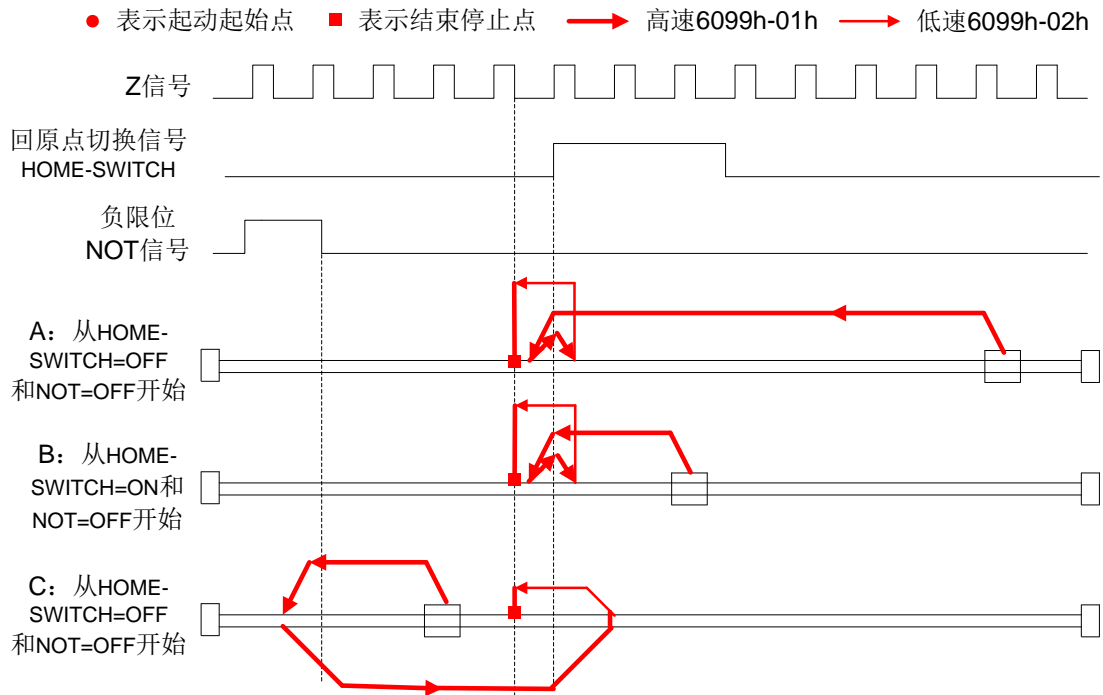 表示起动起始点
表示结束停止点
高速6099h-01h
低速6099h-02h
Z信号
回原点切换信号
HOME-SWITCH
负限位
NOT信号
A：从HOME-
SWITCH=OFF
和NOT=OFF开始
B：从HOME-
SWITCH=ON和
NOT=OFF开始
C：从HOME-
SWITCH=OFF
和NOT=OFF开始